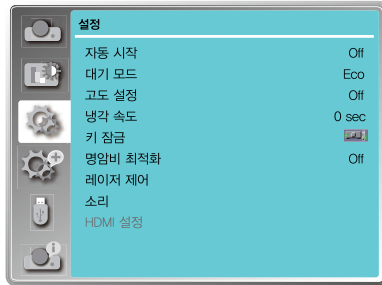 설정
자동 시작 Off
대기 모드 Eco
고도 설정 Off
냉각 속도 0 sec
키 잠금
명암비 최적화 Off
레이저 제어
소리
HDMI 설정